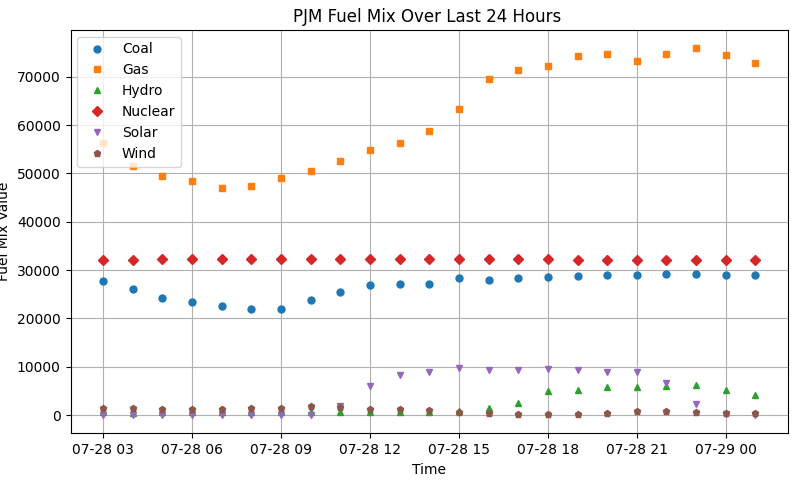 PJM Fuel Mix Over Last 24 Hours
Coal
Gas
Hydro
Nuclear
Solar
Wind
70000
60000
50000
40000
30000
20000
10000
0
Fuel Mix Value
07-28 03 07-28 06 07-28 09 07-28 12 07-28 15 07-28 18 07-28 21 07-29 00
Time